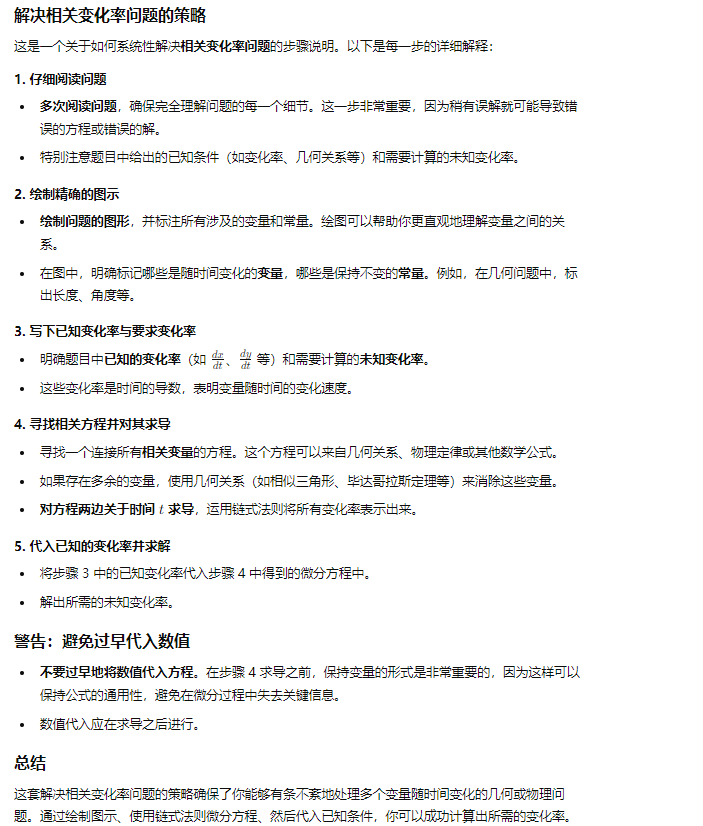 解决相关变化率问题的策略
这是一个关于如何系统性解决相关变化率问题的步骤说明。以下是每一步的详细解释：
1. 仔细阅读问题
• 多次阅读问题，确保完全理解问题的每一个细节。这一步非常重要，因为稍有误解就可能导致错
误的方程或错误的解。
• 特别注意题目中给出的已知条件（如变化率、几何关系等）和需要计算的未知变化率。
2. 绘制精确的图示
• 绘制问题的图形，并标注所有涉及的变量和常量。绘图可以帮助你更直观地理解变量之间的关
系。
• 在图中，明确标记哪些是随时间变化的变量，哪些是保持不变的常量。例如，在几何问题中，标
出长度、角度等。
3. 写下已知变化率与要求变化率
• 明确题目中已知的变化率（如 dx/dt、dy/dt 等）和需要计算的未知变化率。
• 这些变化率是时间的导数，表明变量随时间的变化速度。
4. 寻找相关方程并对其求导
• 寻找一个连接所有相关变量的方程。这个方程可以来自几何关系、物理定律或其他数学公式。
• 如果存在多余的变量，使用几何关系（如相似三角形、毕达哥拉斯定理等）来消除这些变量。
• 对方程两边关于时间 t 求导，运用链式法则将所有变化率表示出来。
5. 代入已知的变化率并求解
• 将步骤 3 中的已知变化率代入步骤 4 中得到的微分方程中。
• 解出所需的未知变化率。
警告：避免过早代入数值
• 不要过早地将数值代入方程。在步骤 4 求导之前，保持变量的形式是非常重要的，因为这样可以
保持公式的通用性，避免在微分过程中失去关键信息。
• 数值代入应在求导之后进行。
总结
这套解决相关变化率问题的策略确保了你能够有条不紊地处理多个变量随时间变化的几何或物理问
题。通过绘制图示、使用链式法则微分方程、然后代入已知条件，你可以成功计算出所需的变化率。